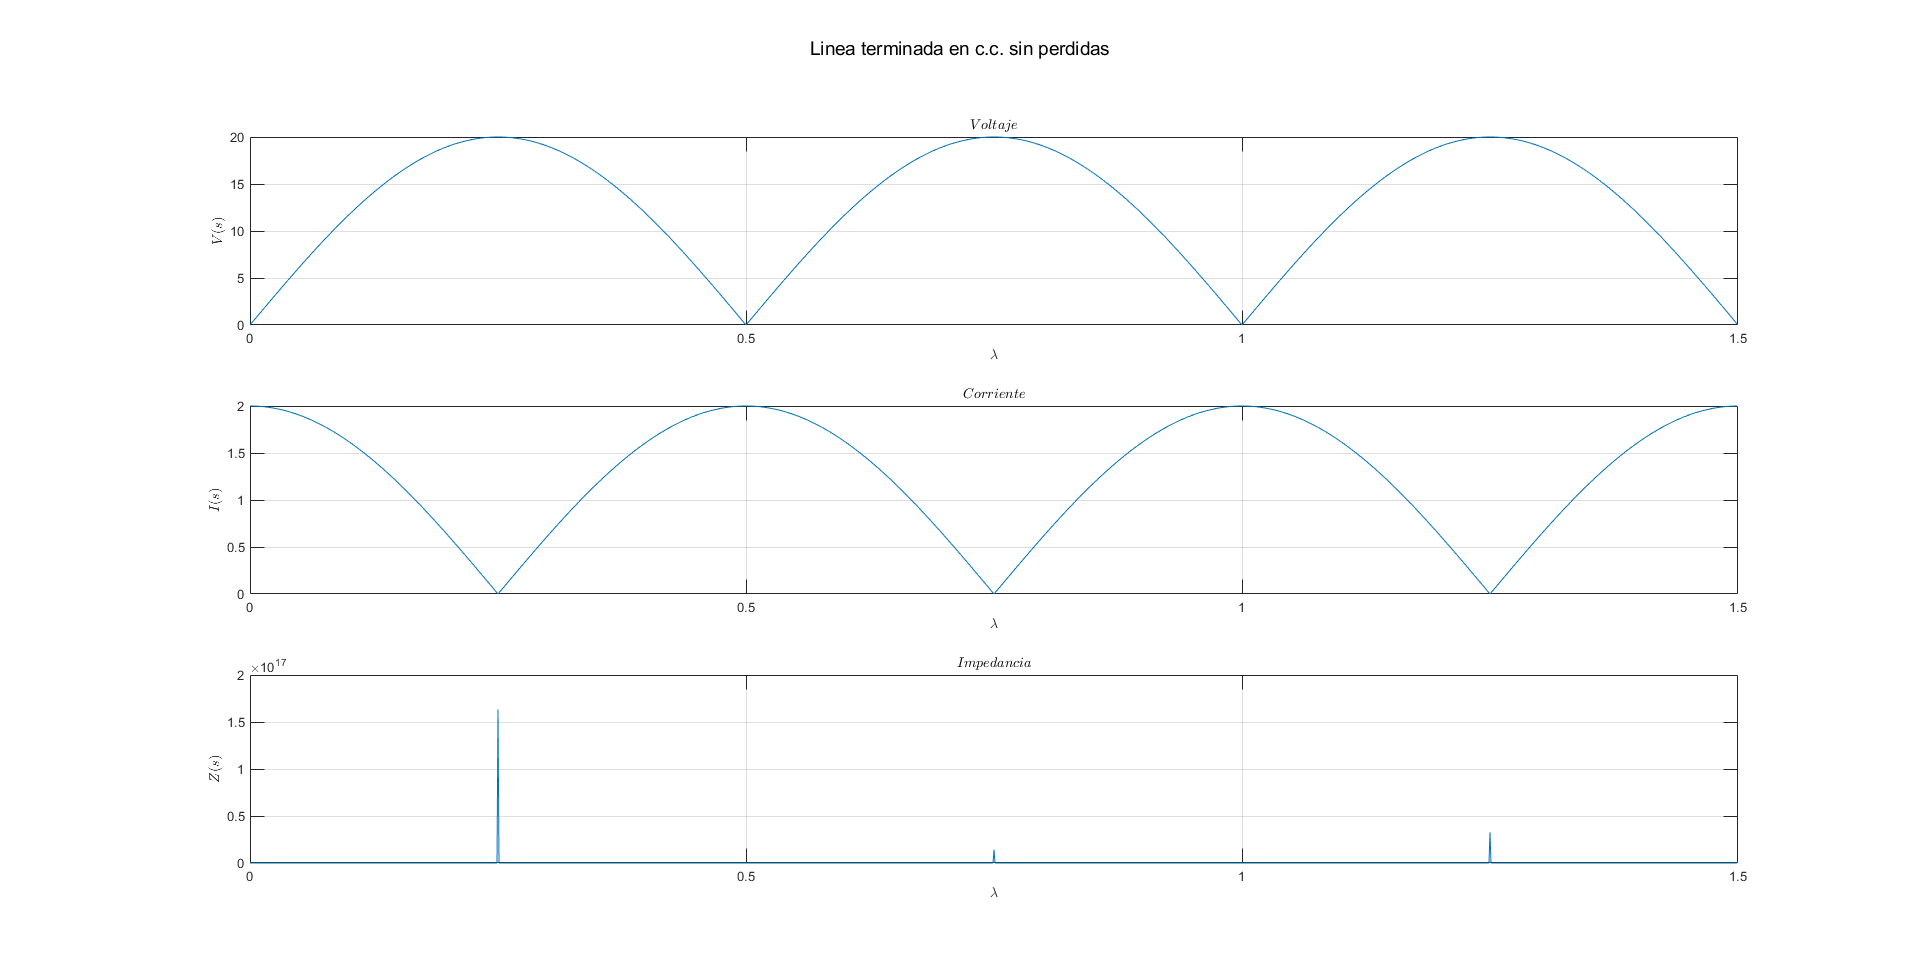 Linea terminada en c.c. sin perdidas
Voltaje
20
15
10
5
0
V(s)
0 0.5 1 1.5
λ
Corriente
2
1.5
1
0.5
0
I(s)
0 0.5 1 1.5
λ
Impedancia
×10^17
2
1.5
1
0.5
0
Z(s)
0 0.5 1 1.5
λ